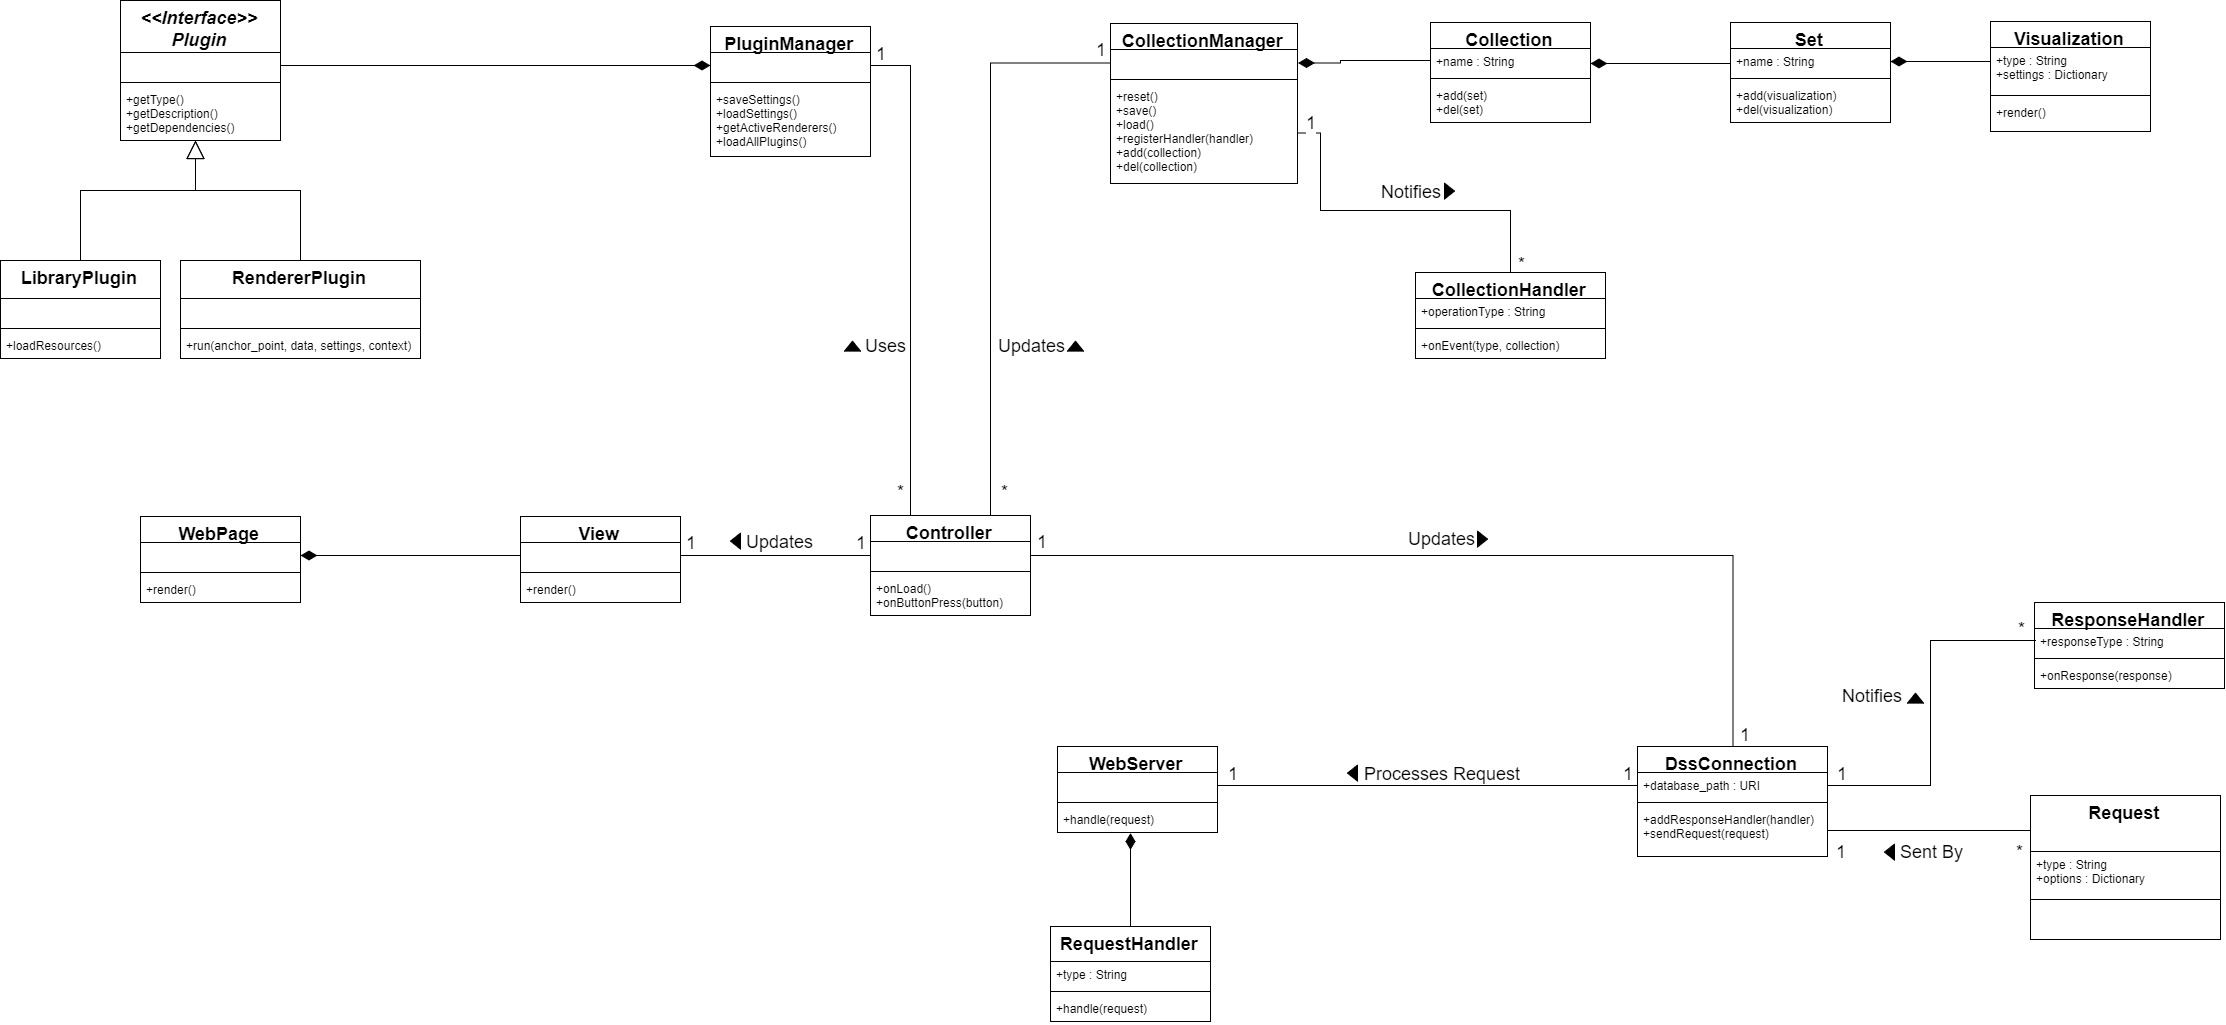 <<Interface>>
Plugin
+getType()
+getDescription()
+getDependencies()
PluginManager
+saveSettings()
+loadSettings()
+getActiveRenderers()
+loadAllPlugins()
1
1
CollectionManager
+reset()
+save()
+load()
+registerHandler(handler)
+add(collection)
+del(collection)
Collection
+name : String
+add(set)
+del(set)
Set
+name : String
+add(visualization)
+del(visualization)
Visualization
+type : String
+settings : Dictionary
+render()
1
Notifies
*
LibraryPlugin
+loadResources()
RendererPlugin
+run(anchor_point, data, settings, context)
CollectionHandler
+operationType : String
+onEvent(type, collection)
Uses
Updates
*
*
WebPage
+render()
View
+render()
1
Updates
1
Controller
+onLoad()
+onButtonPress(button)
1
Updates
ResponseHandler
+responseType : String
+onResponse(response)
*
Notifies
1
WebServer
+handle(request)
1
Processes Request
1
DssConnection
+database_path : URI
+addResponseHandler(handler)
+sendRequest(request)
1
1
Sent By
*
Request
+type : String
+options : Dictionary
RequestHandler
+type : String
+handle(request)